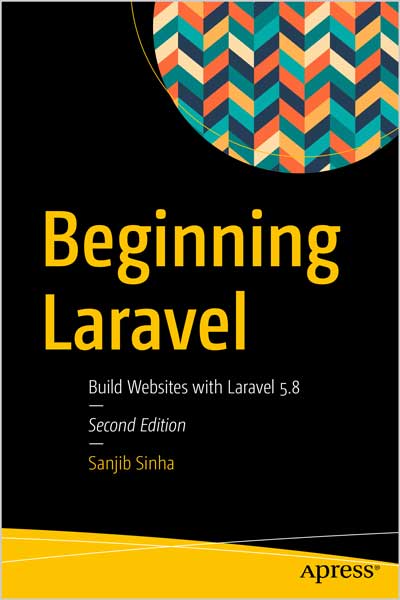 Beginning
Laravel
Build Websites with Laravel 5.8
—
Second Edition
—
Sanjib Sinha
Apress®